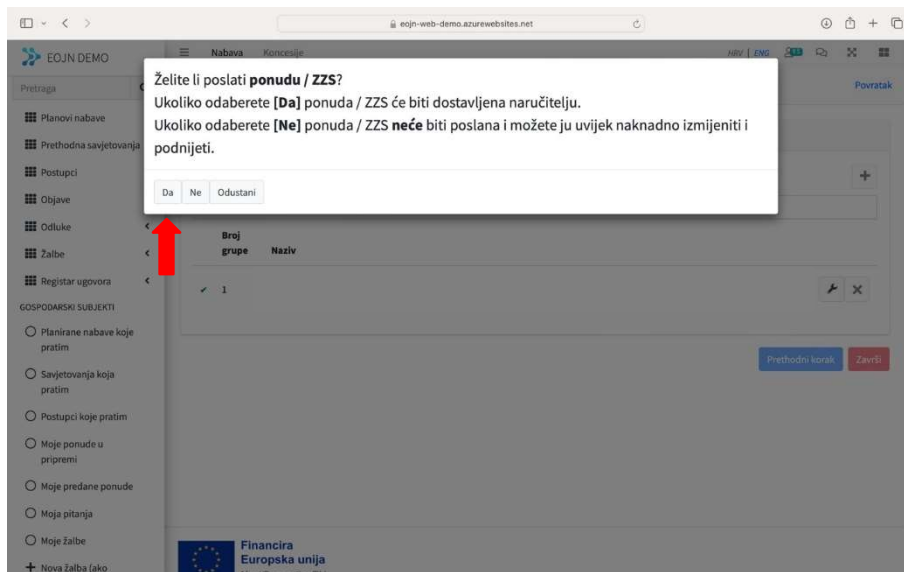 eojn-web-demo.azurewebsites.net
EOJN DEMO
Nabava Koncesije
HRV | ENG
Pretraga
Povratak
Želite li poslati ponudu / ZZS?
Ukoliko odaberete [Da] ponuda / ZZS će biti dostavljena naručitelju.
Ukoliko odaberete [Ne] ponuda / ZZS neće biti poslana i možete ju uvijek naknadno izmijeniti i
podnijeti.
Da Ne Odustani
Planovi nabave
Prethodna savjetovanja
Postupci
Objave
Odluke
Žalbe
Registar ugovora
GOSPODARSKI SUBJEKTI
Planirane nabave koje
pratim
Savjetovanja koja
pratim
Postupci koje pratim
Moje ponude u
pripremi
Moje predane ponude
Moja pitanja
Moje žalbe
Nova žalba (ako
Broj
grupe Naziv
1
Prethodni korak Završi
Financira
Europska unija